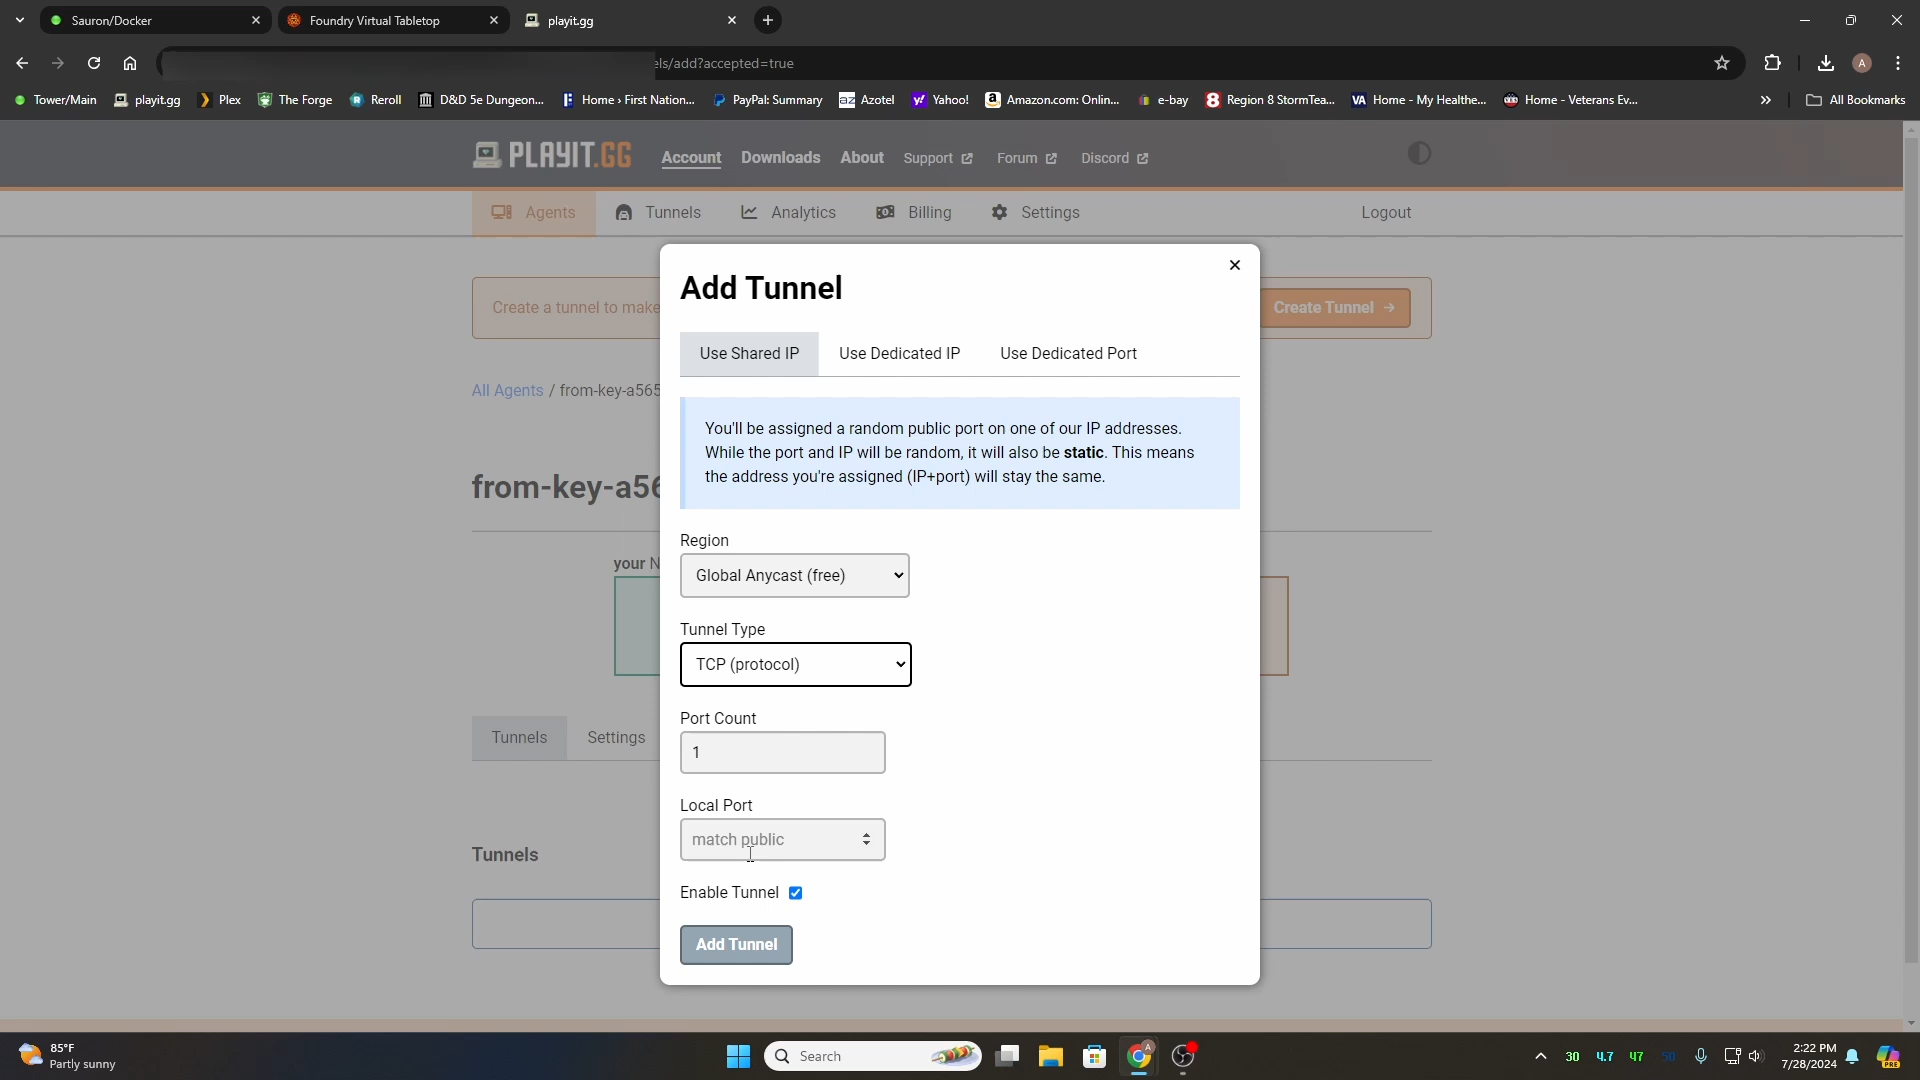 Sauron/Docker
Foundry Virtual Tabletop
playit.gg
els/add?accepted=true
A
Tower/Main
playit.gg
Plex
The Forge
Reroll
D&D 5e Dungeon...
Home › First Nation...
PayPal: Summary
Azotel
Yahoo!
Amazon.com: Onlin...
e-bay
Region 8 StormTea...
Home - My Healthe...
Home - Veterans Ev...
All Bookmarks
PLAYIT.GG
Account
Downloads
About
Support
Forum
Discord
Agents
Tunnels
Analytics
Billing
Settings
Logout
Add Tunnel
Create a tunnel to make
Create Tunnel →
Use Shared IP
Use Dedicated IP
Use Dedicated Port
All Agents / from-key-a565
You'll be assigned a random public port on one of our IP addresses.
While the port and IP will be random, it will also be static. This means
the address you're assigned (IP+port) will stay the same.
from-key-a56
Region
your N
Global Anycast (free)
Tunnel Type
TCP (protocol)
Port Count
Tunnels
Settings
1
Local Port
match public
Tunnels
Enable Tunnel
Add Tunnel
85°F
Partly sunny
Search
A
30
4.7
47
50
2:22 PM
7/28/2024
PRE